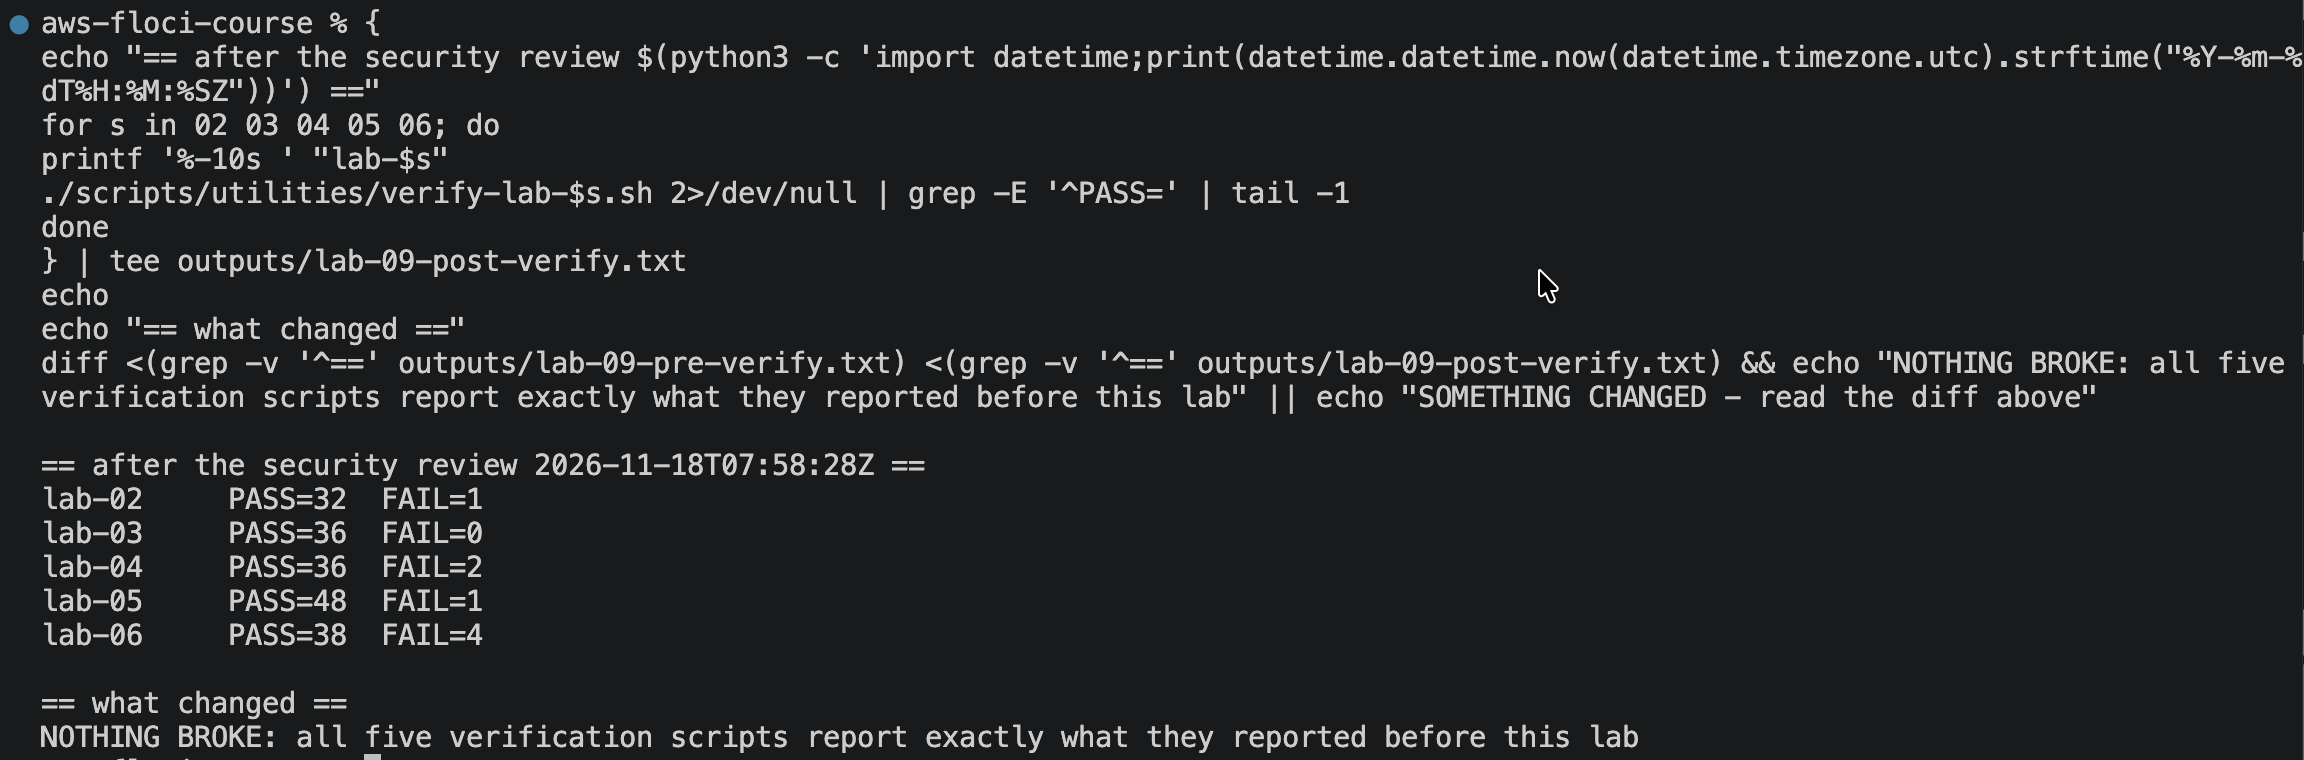 aws-floci-course % {
echo "== after the security review $(python3 -c 'import datetime;print(datetime.datetime.now(datetime.timezone.utc).strftime("%Y-%m-%
dT%H:%M:%SZ"))') =="
for s in 02 03 04 05 06; do
printf '%-10s ' "lab-$s"
./scripts/utilities/verify-lab-$s.sh 2>/dev/null | grep -E '^PASS=' | tail -1
done
} | tee outputs/lab-09-post-verify.txt
echo
echo "== what changed =="
diff <(grep -v '^==' outputs/lab-09-pre-verify.txt) <(grep -v '^==' outputs/lab-09-post-verify.txt) && echo "NOTHING BROKE: all five
verification scripts report exactly what they reported before this lab" || echo "SOMETHING CHANGED - read the diff above"
== after the security review 2026-11-18T07:58:28Z ==
lab-02     PASS=32  FAIL=1
lab-03     PASS=36  FAIL=0
lab-04     PASS=36  FAIL=2
lab-05     PASS=48  FAIL=1
lab-06     PASS=38  FAIL=4
== what changed ==
NOTHING BROKE: all five verification scripts report exactly what they reported before this lab